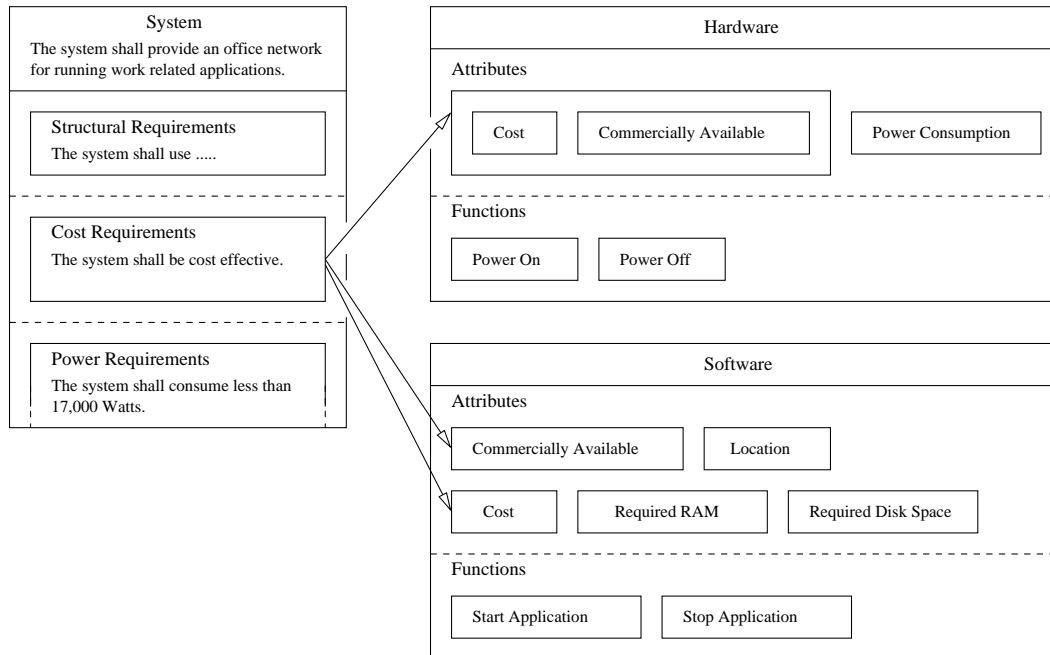 System
The system shall provide an office network
for running work related applications.
Structural Requirements
The system shall use .....
Cost Requirements
The system shall be cost effective.
Power Requirements
The system shall consume less than
17,000 Watts.
Hardware
Attributes
Cost
Commercially Available
Power Consumption
Functions
Power On
Power Off
Software
Attributes
Commercially Available
Location
Cost
Required RAM
Required Disk Space
Functions
Start Application
Stop Application